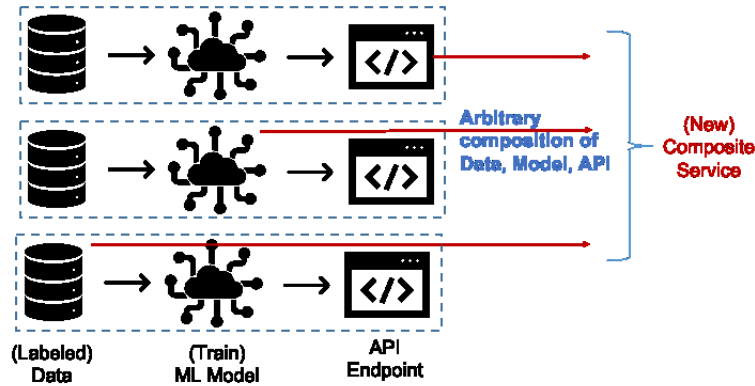 </>
Arbitrary
composition of
Data, Model, API
</>
(New)
Composite
Service
</>
(Labeled)
Data
(Train)
ML Model
API
Endpoint